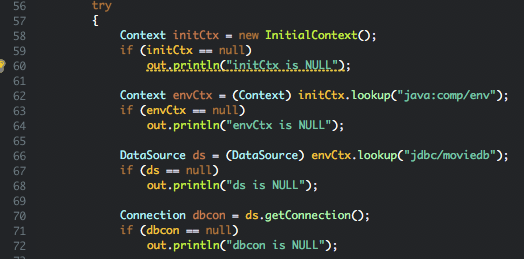 56 try
57 {
58 Context initCtx = new InitialContext();
59 if (initCtx == null)
60 out.println("initCtx is NULL");
61
62 Context envCtx = (Context) initCtx.lookup("java:comp/env");
63 if (envCtx == null)
64 out.println("envCtx is NULL");
65
66 DataSource ds = (DataSource) envCtx.lookup("jdbc/moviedb");
67 if (ds == null)
68 out.println("ds is NULL");
69
70 Connection dbcon = ds.getConnection();
71 if (dbcon == null)
72 out.println("dbcon is NULL");